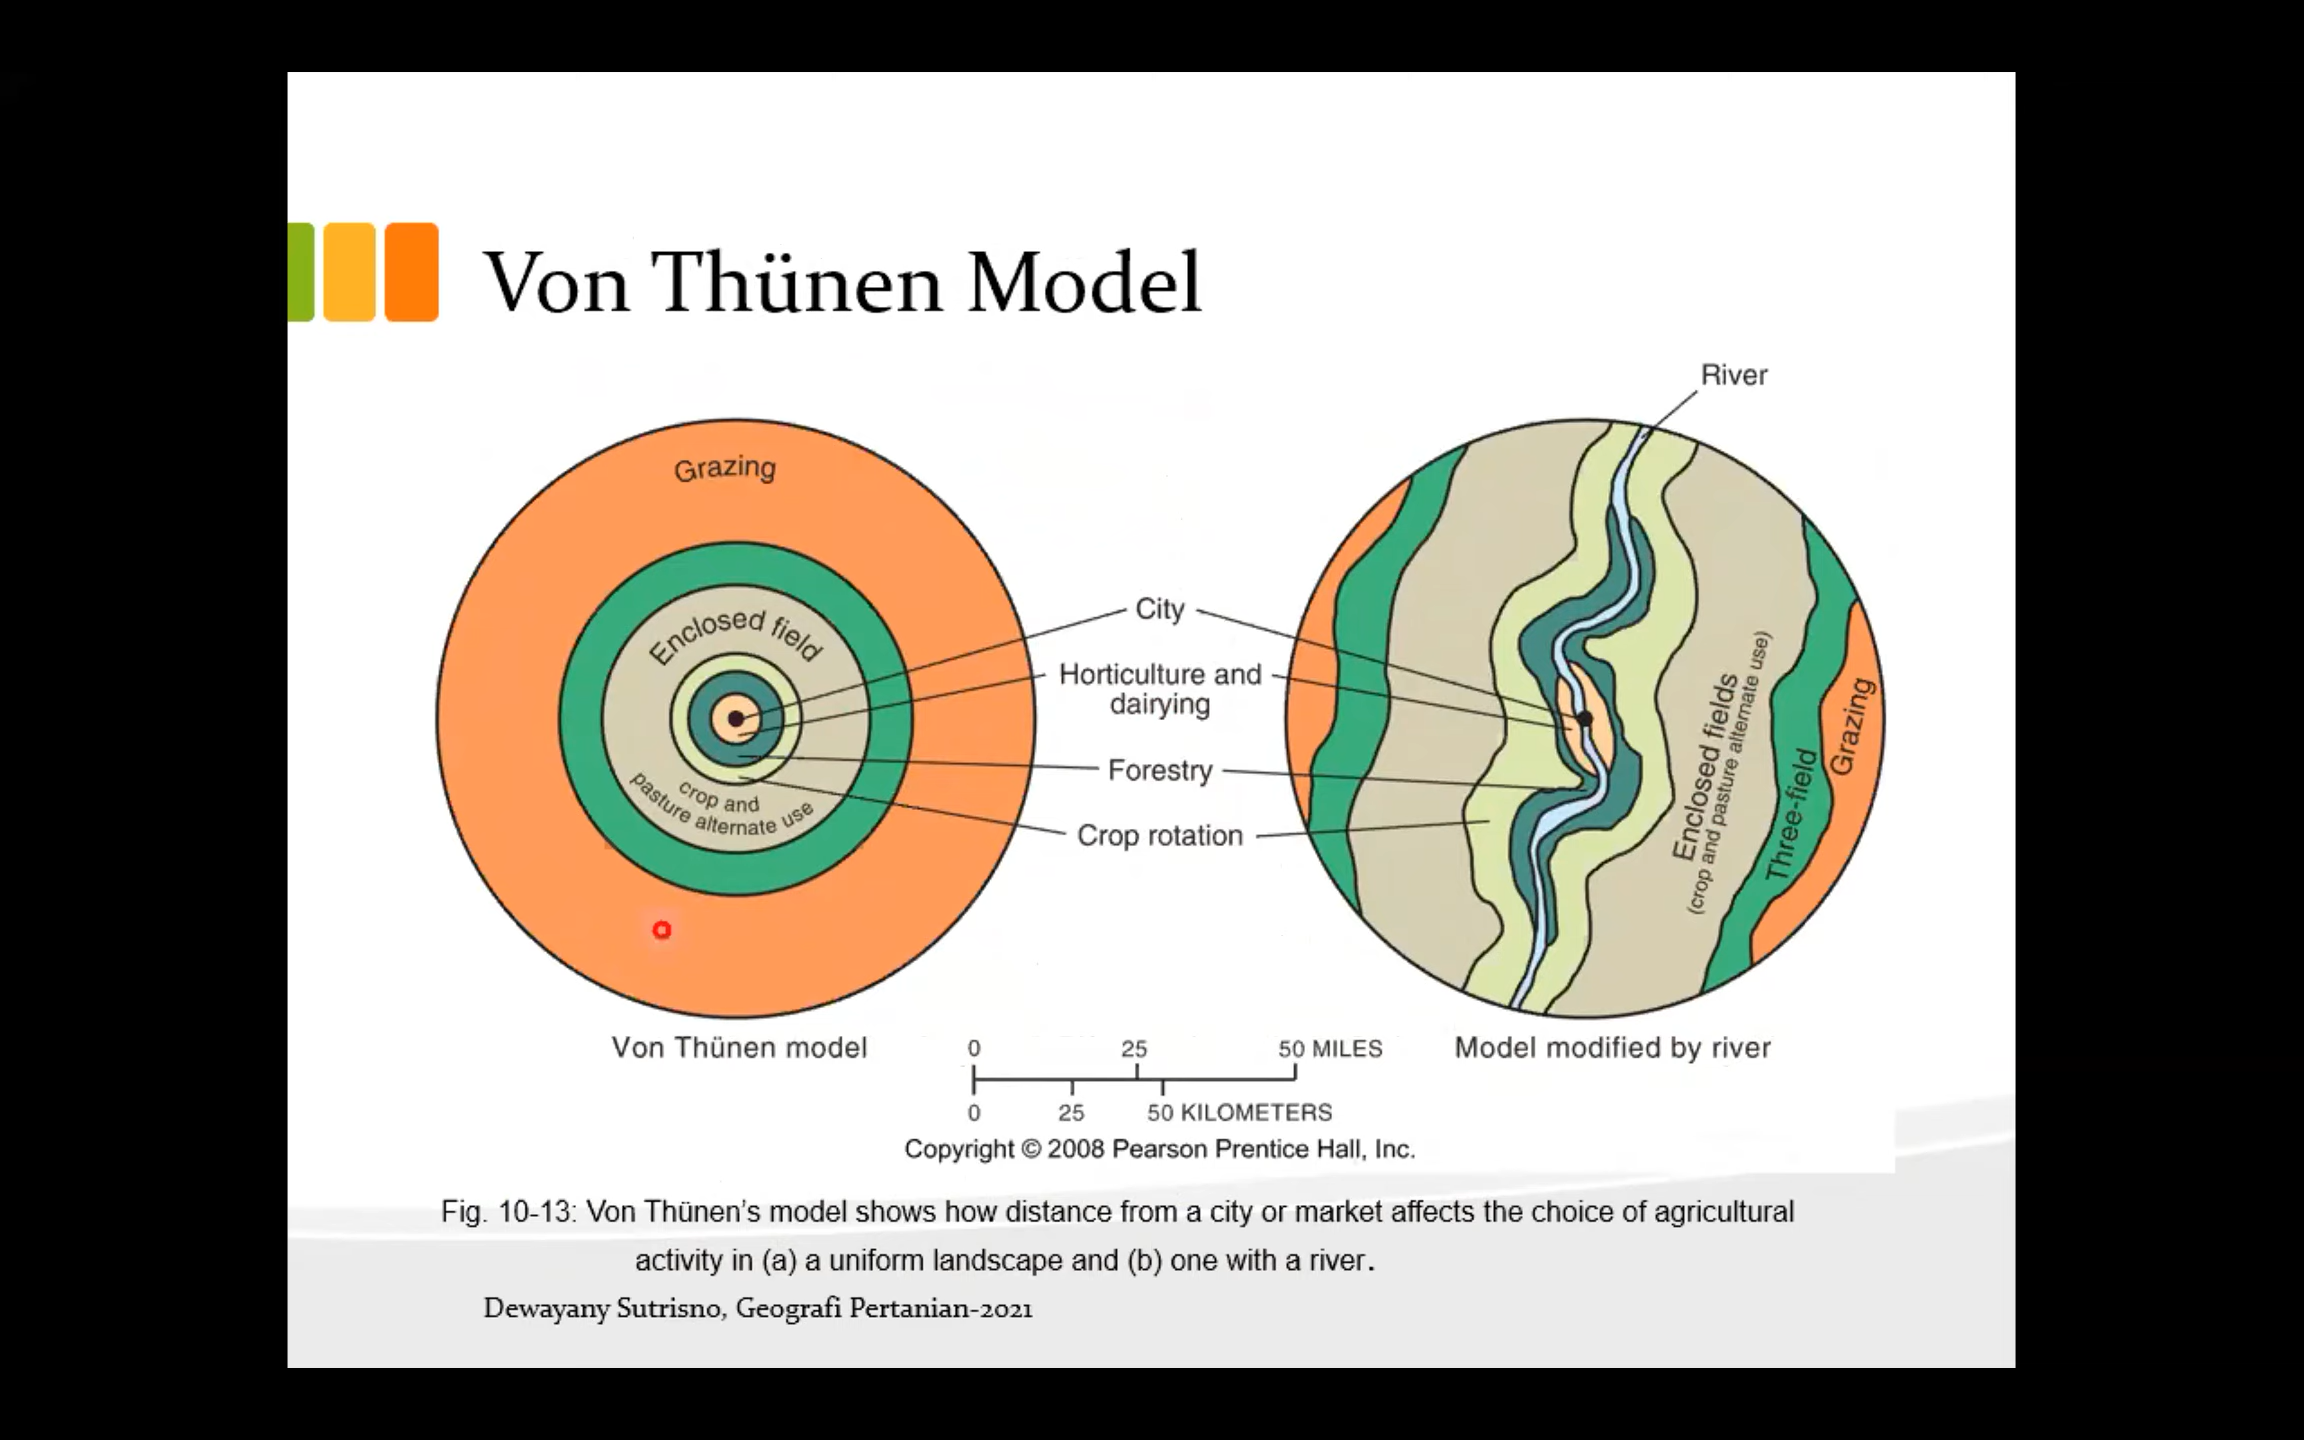 Von Thünen Model
River
Grazing
Enclosed field
crop and
pasture alternate use
City
Horticulture and
dairying
Forestry
Crop rotation
Enclosed fields
(crop and pasture alternate use)
Three-field
Grazing
Von Thünen model
0 25 50 MILES
0 25 50 KILOMETERS
Model modified by river
Copyright © 2008 Pearson Prentice Hall, Inc.
Fig. 10-13: Von Thünen’s model shows how distance from a city or market affects the choice of agricultural
activity in (a) a uniform landscape and (b) one with a river.
Dewayany Sutrisno, Geografi Pertanian-2021